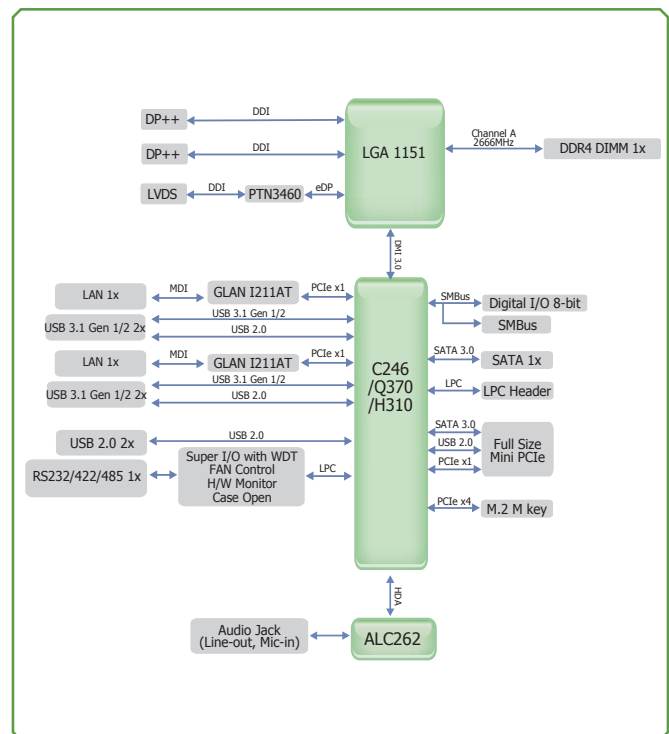 DP++
DDI
DP++
DDI
LVDS
DDI
PTN3460
eDP
LGA 1151
Channel A
2666MHz
DDR4 DIMM 1x
DMI 3.0
LAN 1x
MDI
GLAN I211AT
PCIe x1
USB 3.1 Gen 1/2 2x
USB 3.1 Gen 1/2
USB 2.0
LAN 1x
MDI
GLAN I211AT
PCIe x1
USB 3.1 Gen 1/2 2x
USB 3.1 Gen 1/2
USB 2.0
USB 2.0 2x
USB 2.0
RS232/422/485 1x
Super I/O with WDT
FAN Control
H/W Monitor
Case Open
LPC
C246
/Q370
/H310
SMBus
Digital I/O 8-bit
SMBus
SATA 3.0
SATA 1x
LPC
LPC Header
SATA 3.0
USB 2.0
PCIe x1
Full Size
Mini PCIe
PCIe x4
M.2 M key
HDA
Audio Jack
(Line-out, Mic-in)
ALC262